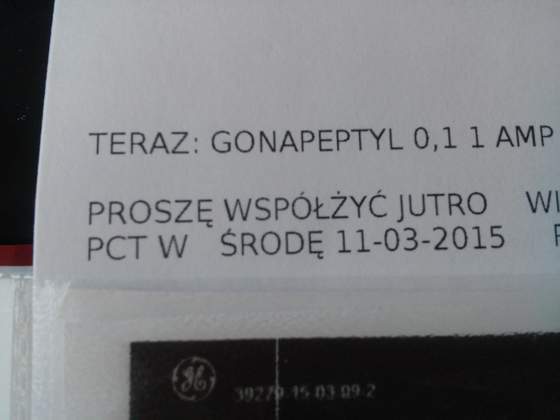 TERAZ: GONAPEPTYL 0,1 1 AMP
PROSZĘ WSPÓŁŻYĆ JUTRO
PCT W ŚRODĘ 11-03-2015